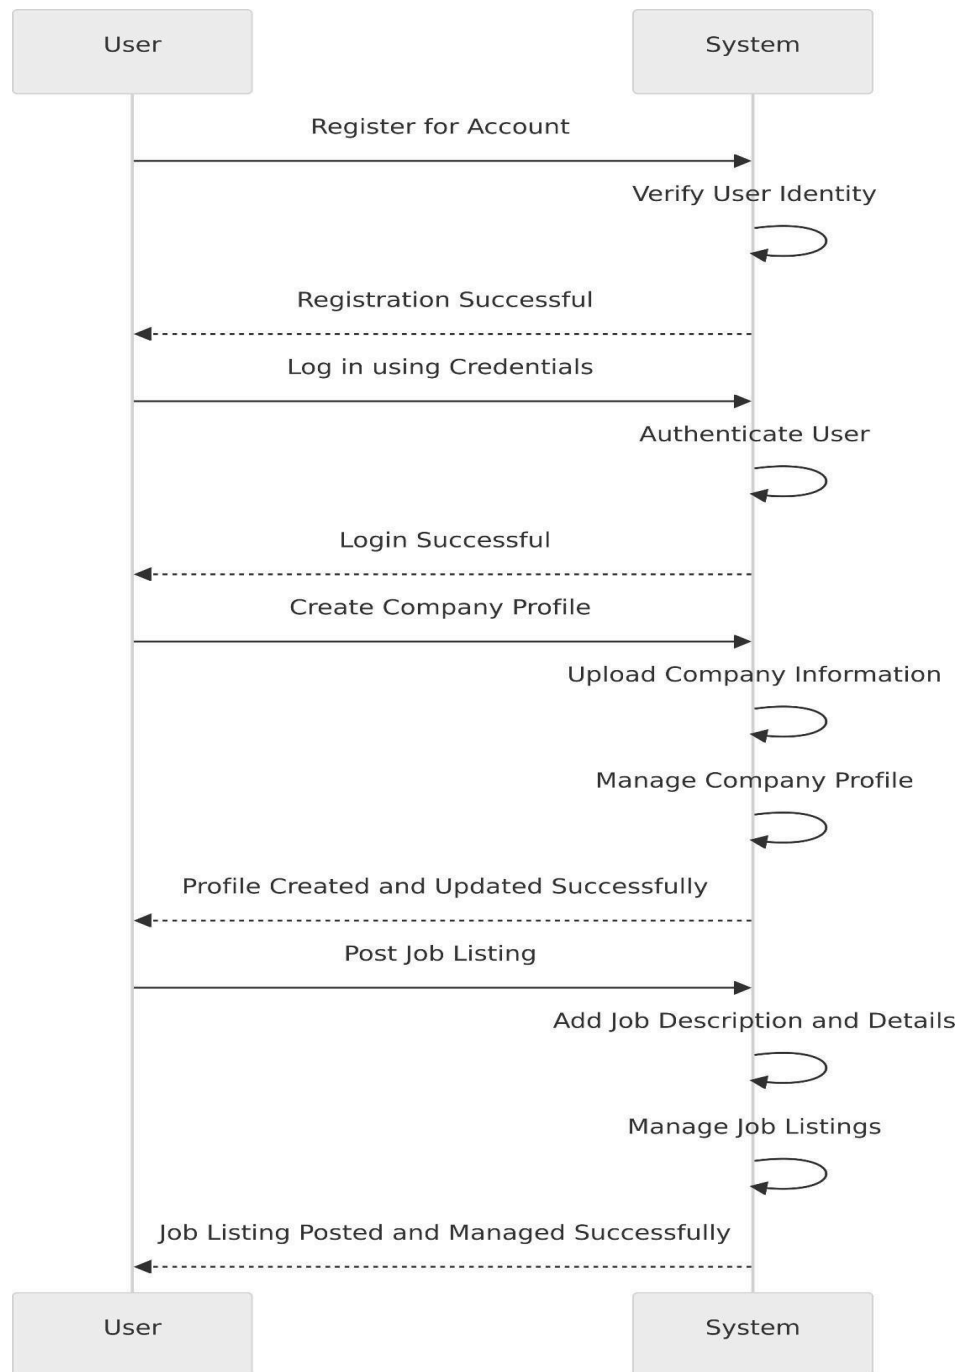 User
System
Register for Account
Verify User Identity
Registration Successful
Log in using Credentials
Authenticate User
Login Successful
Create Company Profile
Upload Company Information
Manage Company Profile
Profile Created and Updated Successfully
Post Job Listing
Add Job Description and Details
Manage Job Listings
Job Listing Posted and Managed Successfully
User
System